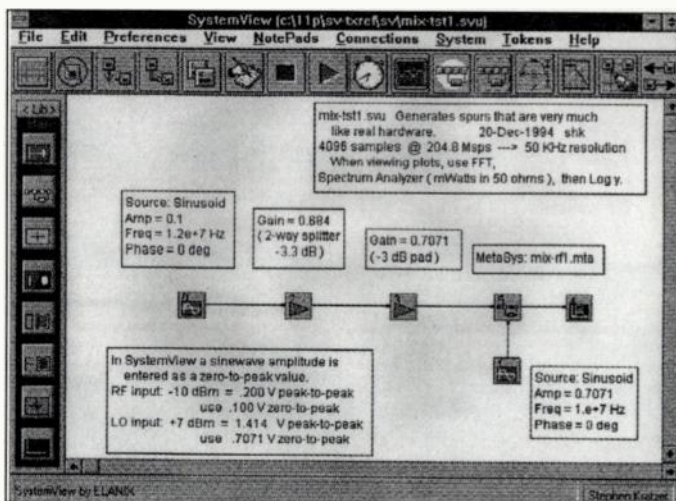 SystemView [c:\11p\sv-txref\sv\mix-tst1.svu]
File Edit Preferences View NotePads Connections System Tokens Help
< Lib >
mix-tst1.svu Generates spurs that are very much
like real hardware. 20-Dec-1994 shk
4096 samples @ 204.8 Msps ---> 50 KHz resolution
When viewing plots, use FFT,
Spectrum Analyzer ( mWatts in 50 ohms ), then Log y.
Source: Sinusoid
Amp = 0.1
Freq = 1.2e+7 Hz
Phase = 0 deg
Gain = 0.684
( 2-way splitter
-3.3 dB )
Gain = 0.7071
(-3 dB pad)
MetaSys: mix-rf1.mta
In SystemView a sinewave amplitude is
entered as a zero-to-peak value.
RF input: -10 dBm = .200 V peak-to-peak
use .100 V zero-to-peak
LO input: +7 dBm = 1.414 V peak-to-peak
use .7071 V zero-to-peak
Source: Sinusoid
Amp = 0.7071
Freq = 1.e+7 Hz
Phase = 0 deg
SystemView by ELANIX
Stephen Kratzet